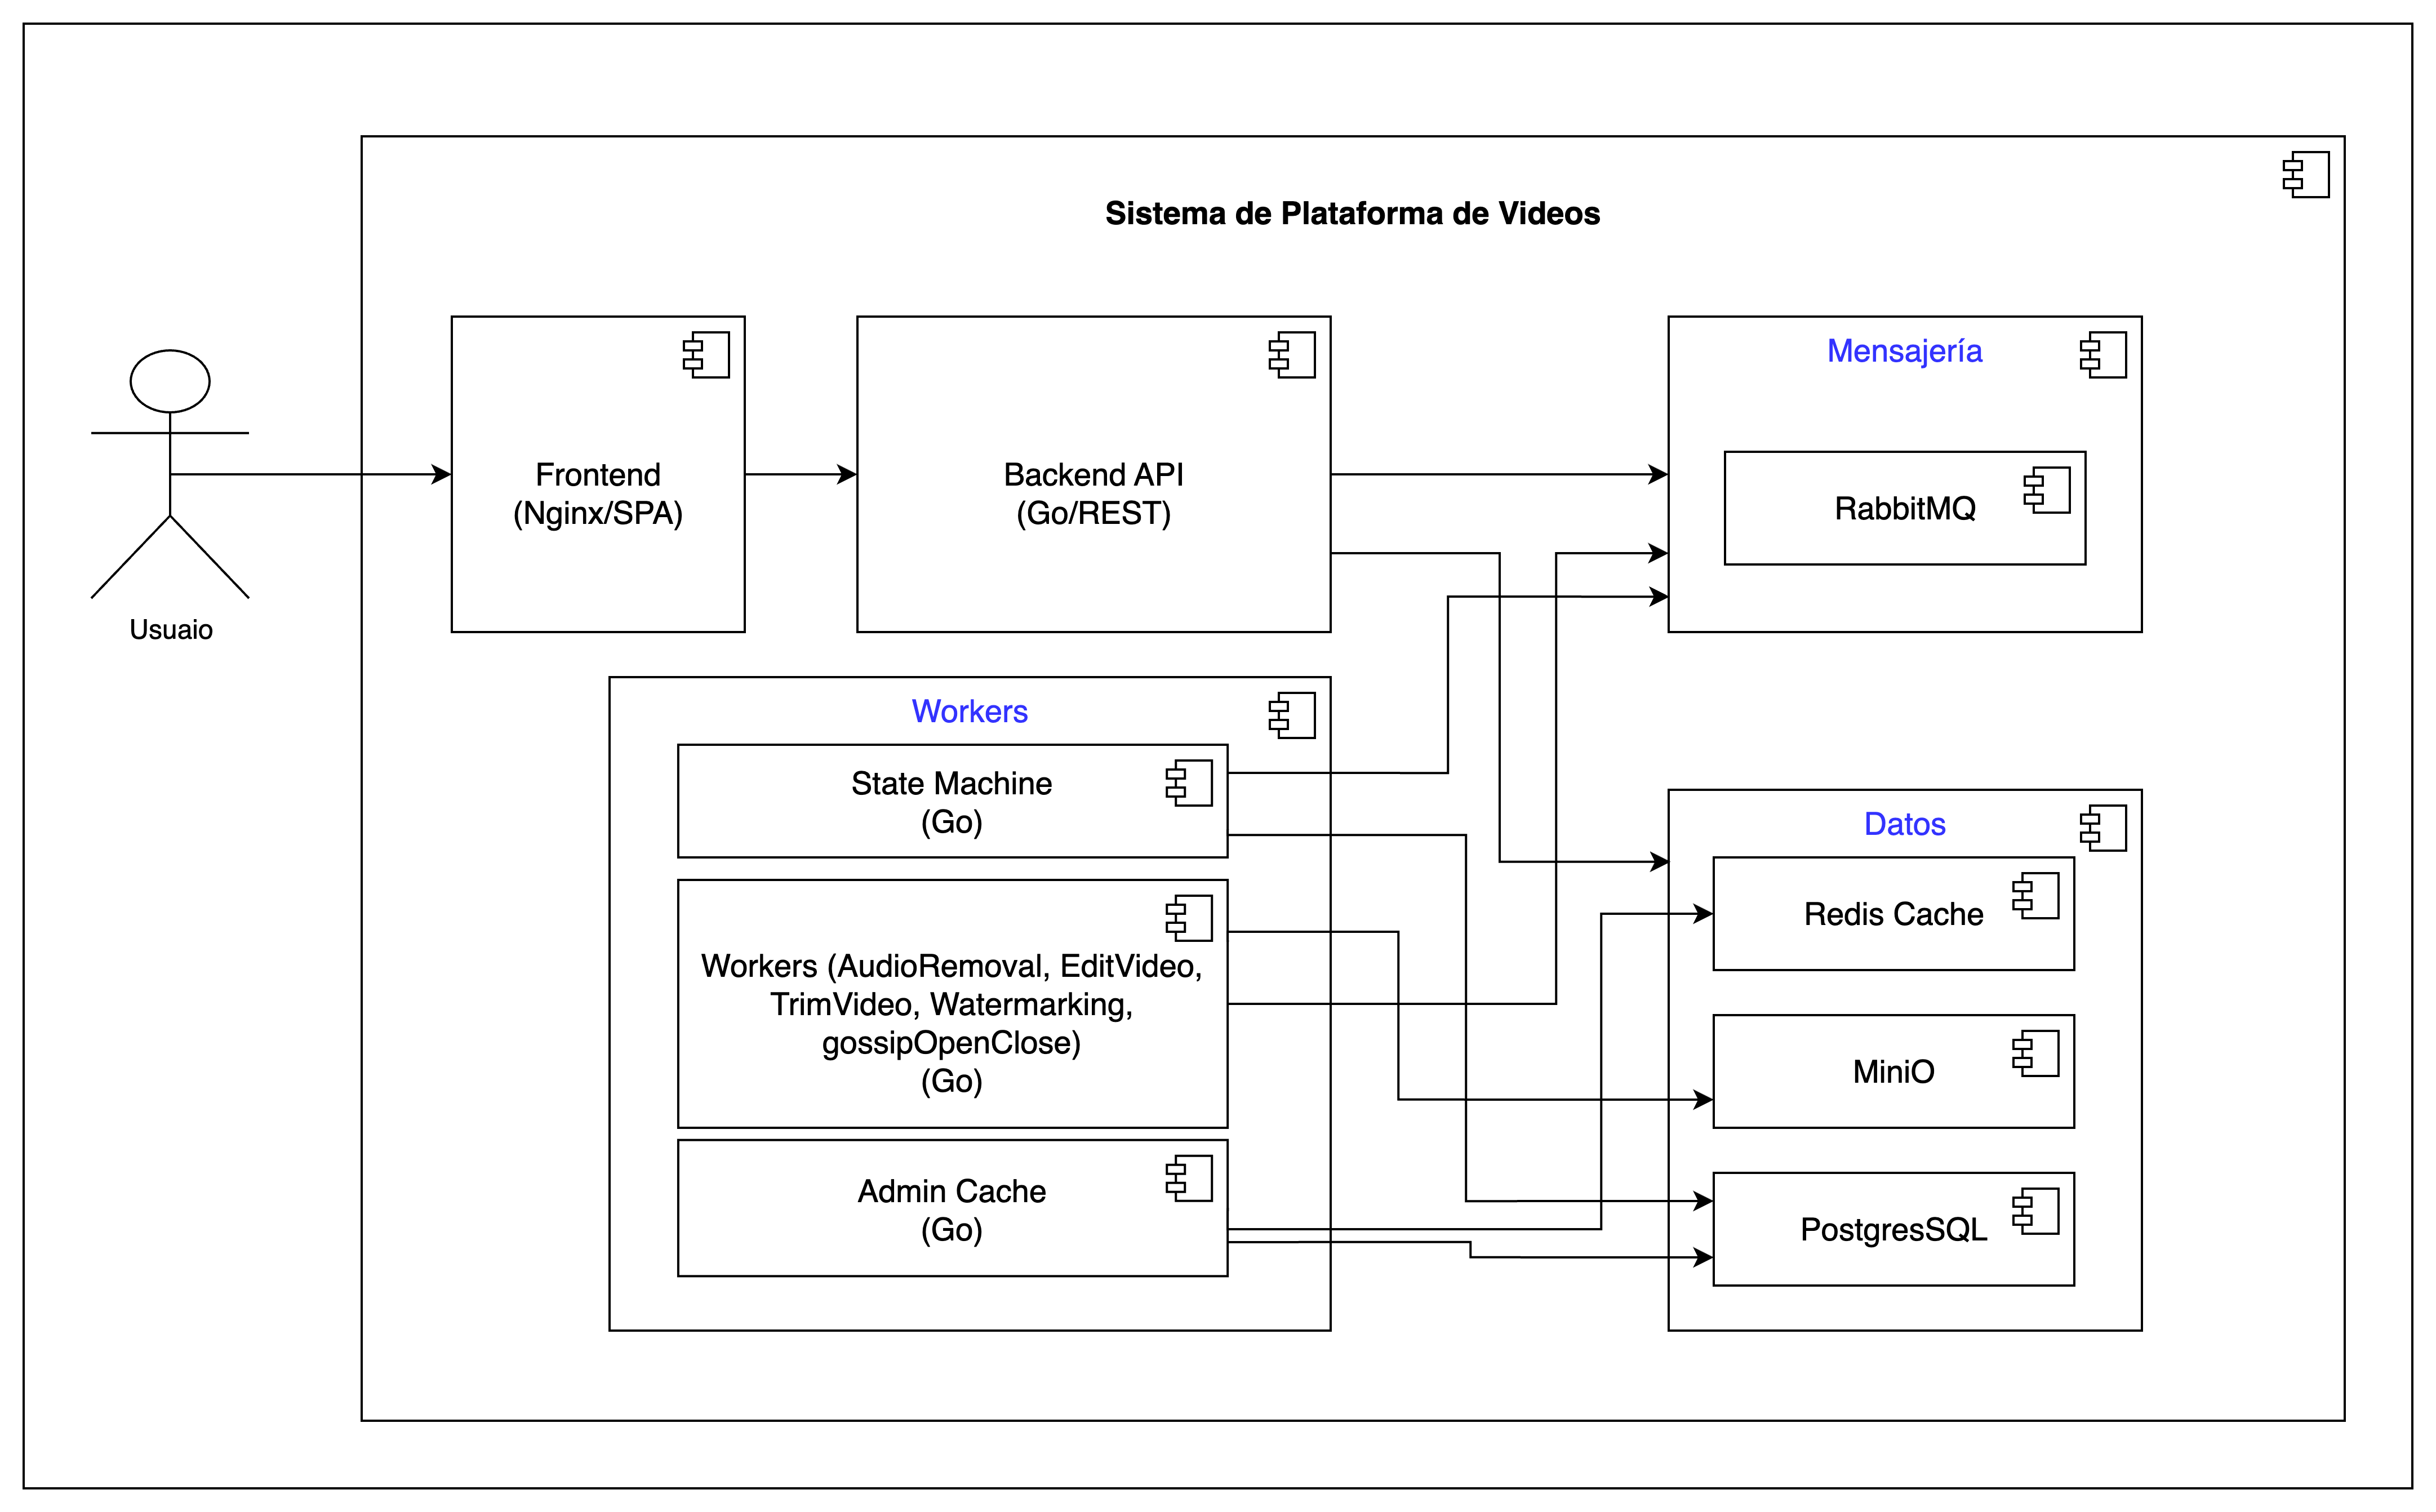 Sistema de Plataforma de Videos
Usuaio
Frontend
(Nginx/SPA)
Backend API
(Go/REST)
Mensajería
RabbitMQ
Workers
State Machine
(Go)
Workers (AudioRemoval, EditVideo,
TrimVideo, Watermarking,
gossipOpenClose)
(Go)
Admin Cache
(Go)
Datos
Redis Cache
MiniO
PostgresSQL